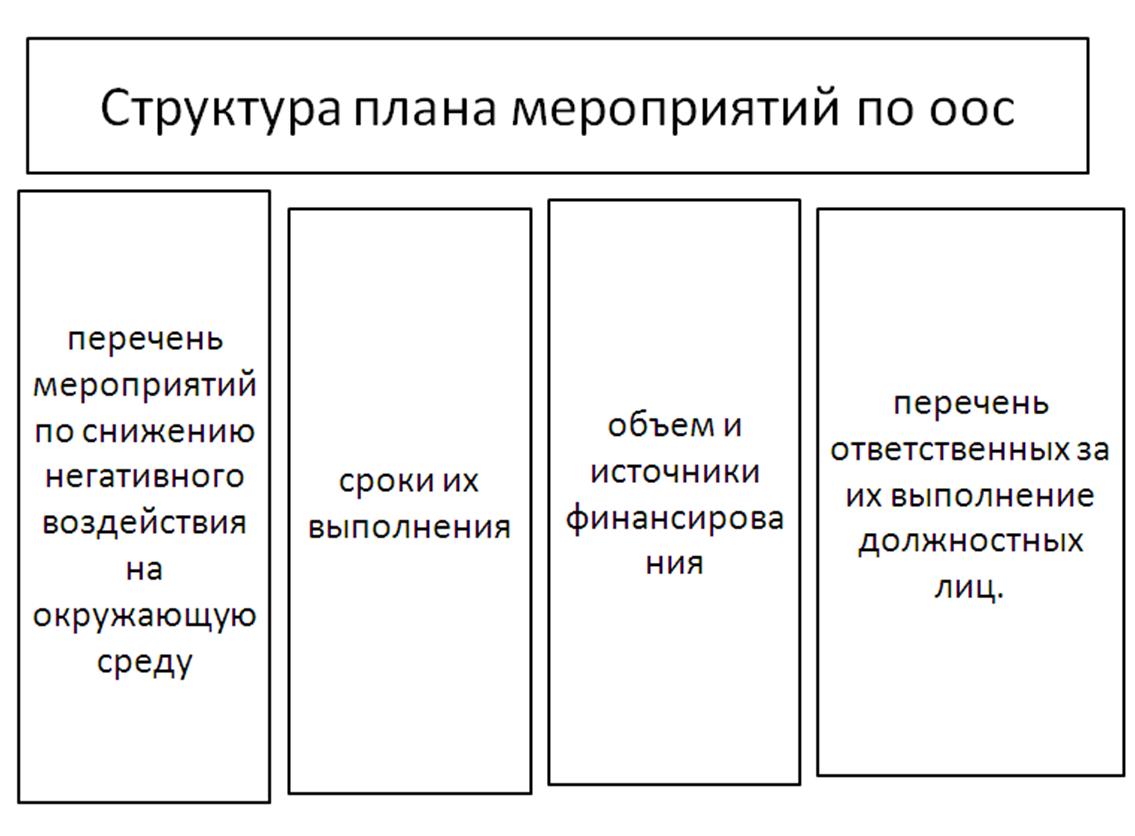 Структура плана мероприятий по оос
перечень
мероприятий
по снижению
негативного
воздействия
на
окружающую
среду
сроки их
выполнения
объем и
источники
финансирова
ния
перечень
ответственных за
их выполнение
должностных
лиц.